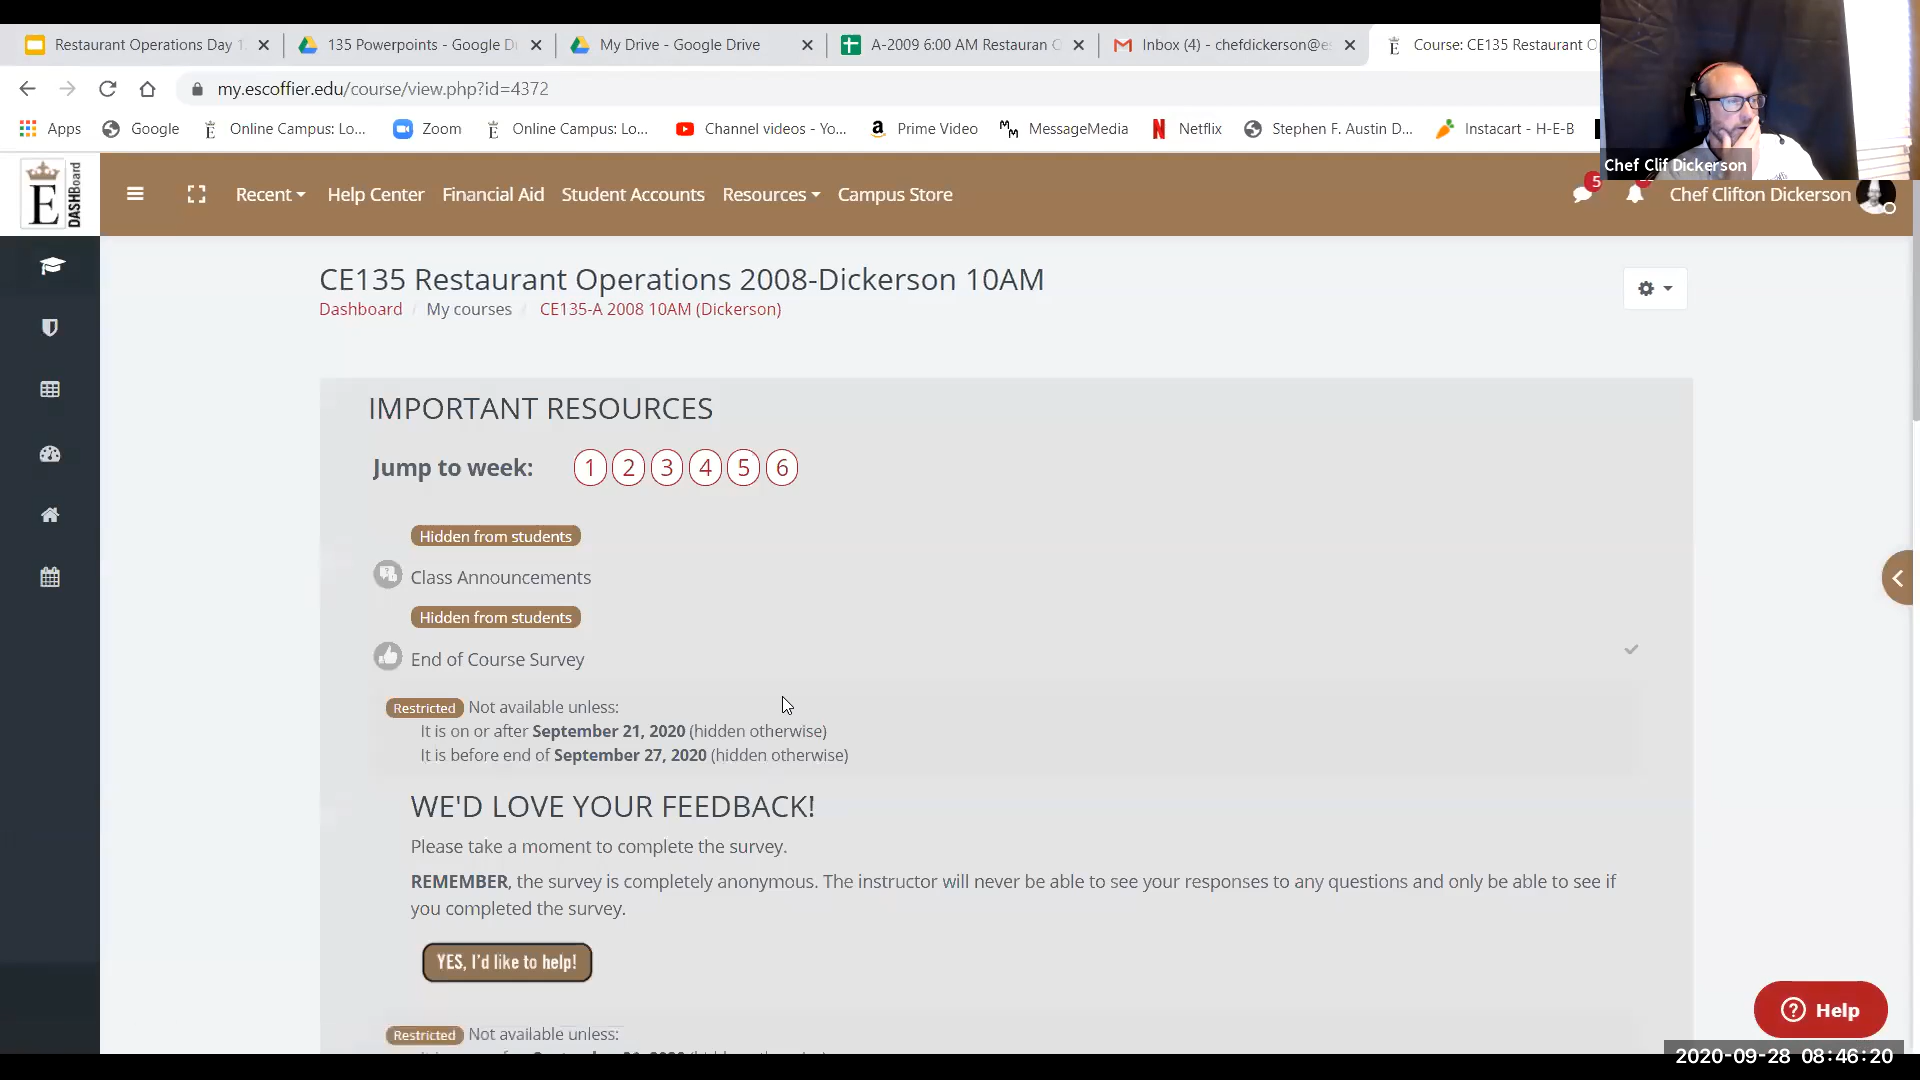 Restaurant Operations Day 1
135 Powerpoints - Google D
My Drive - Google Drive
A-2009 6:00 AM Restauran
Inbox (4) - chefdickerson@es
Course: CE135 Restaurant O
my.escoffier.edu/course/view.php?id=4372
Apps
Google
Online Campus: Lo...
Zoom
Online Campus: Lo...
Channel videos - Yo...
Prime Video
MessageMedia
Netflix
Stephen F. Austin D...
Instacart - H-E-B
Chef Clif Dickerson
E
DASHBoard
Recent
Help Center
Financial Aid
Student Accounts
Resources
Campus Store
5
Chef Clifton Dickerson
CE135 Restaurant Operations 2008-Dickerson 10AM
Dashboard / My courses / CE135-A 2008 10AM (Dickerson)
IMPORTANT RESOURCES
Jump to week: 1 2 3 4 5 6
Hidden from students
Class Announcements
Hidden from students
End of Course Survey
Restricted Not available unless:
It is on or after September 21, 2020 (hidden otherwise)
It is before end of September 27, 2020 (hidden otherwise)
WE'D LOVE YOUR FEEDBACK!
Please take a moment to complete the survey.
REMEMBER, the survey is completely anonymous. The instructor will never be able to see your responses to any questions and only be able to see if
you completed the survey.
YES, I'd like to help!
Restricted Not available unless:
Help
2020-09-28 08:46:20